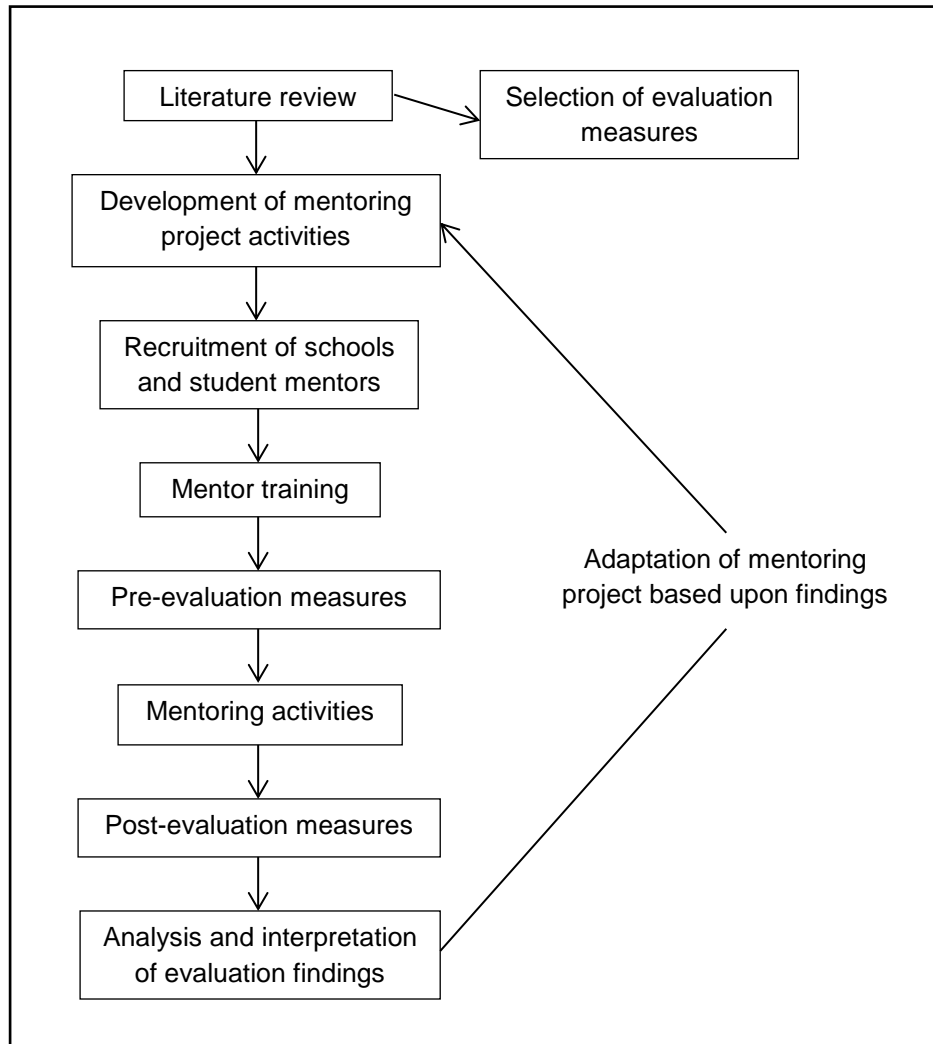 Literature review
Selection of evaluation
measures
Development of mentoring
project activities
Recruitment of schools
and student mentors
Mentor training
Pre-evaluation measures
Adaptation of mentoring
project based upon findings
Mentoring activities
Post-evaluation measures
Analysis and interpretation
of evaluation findings